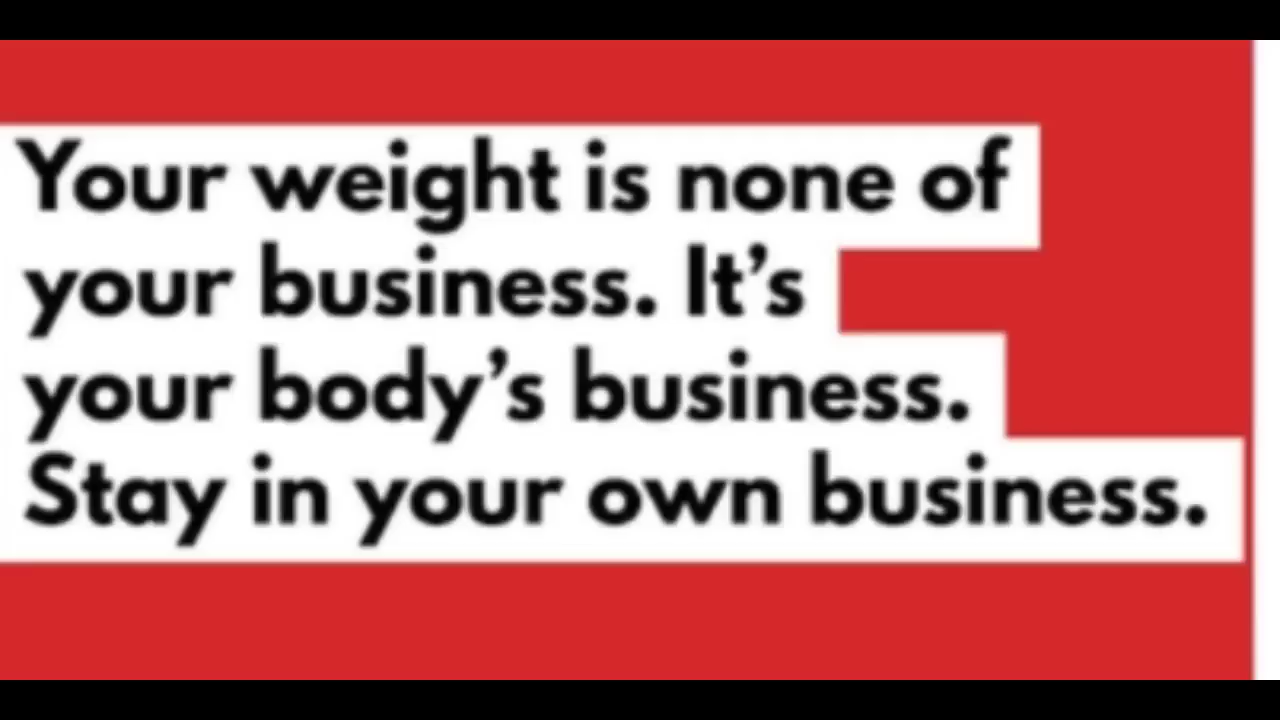 Your weight is none of
your business. It’s
your body’s business.
Stay in your own business.